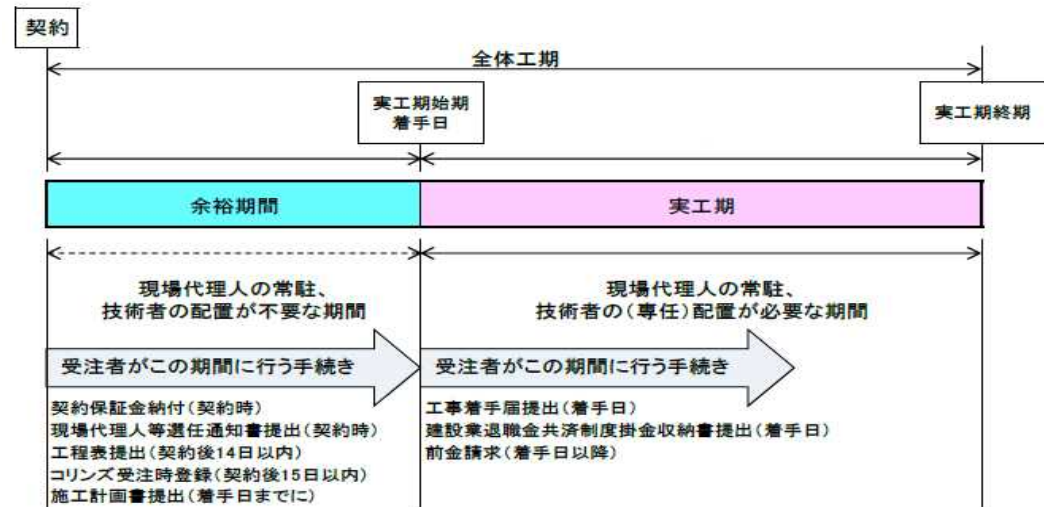 契約
全体工期
実工期始期
着手日
実工期終期
余裕期間
実工期
現場代理人の常駐、
技術者の配置が不要な期間
現場代理人の常駐、
技術者の(専任)配置が必要な期間
受注者がこの期間に行う手続き
受注者がこの期間に行う手続き
契約保証金納付(契約時)
現場代理人等選任通知書提出(契約時)
工程表提出(契約後14日以内)
コリンズ受注時登録(契約後15日以内)
施工計画書提出(着手日までに)
工事着手届提出(着手日)
建設業退職金共済制度掛金収納書提出(着手日)
前金請求(着手日以降)